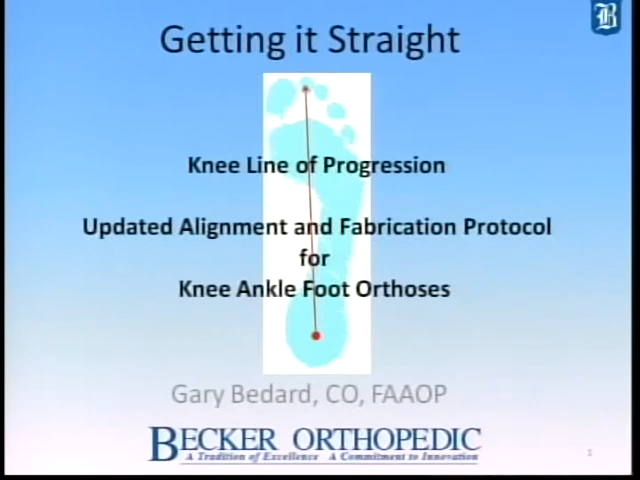 Getting it Straight
Knee Line of Progression
Updated Alignment and Fabrication Protocol
for
Knee Ankle Foot Orthoses
Gary Bedard, CO, FAAOP
BECKER ORTHOPEDIC
A Tradition of Excellence A Commitment to Innovation
B
1